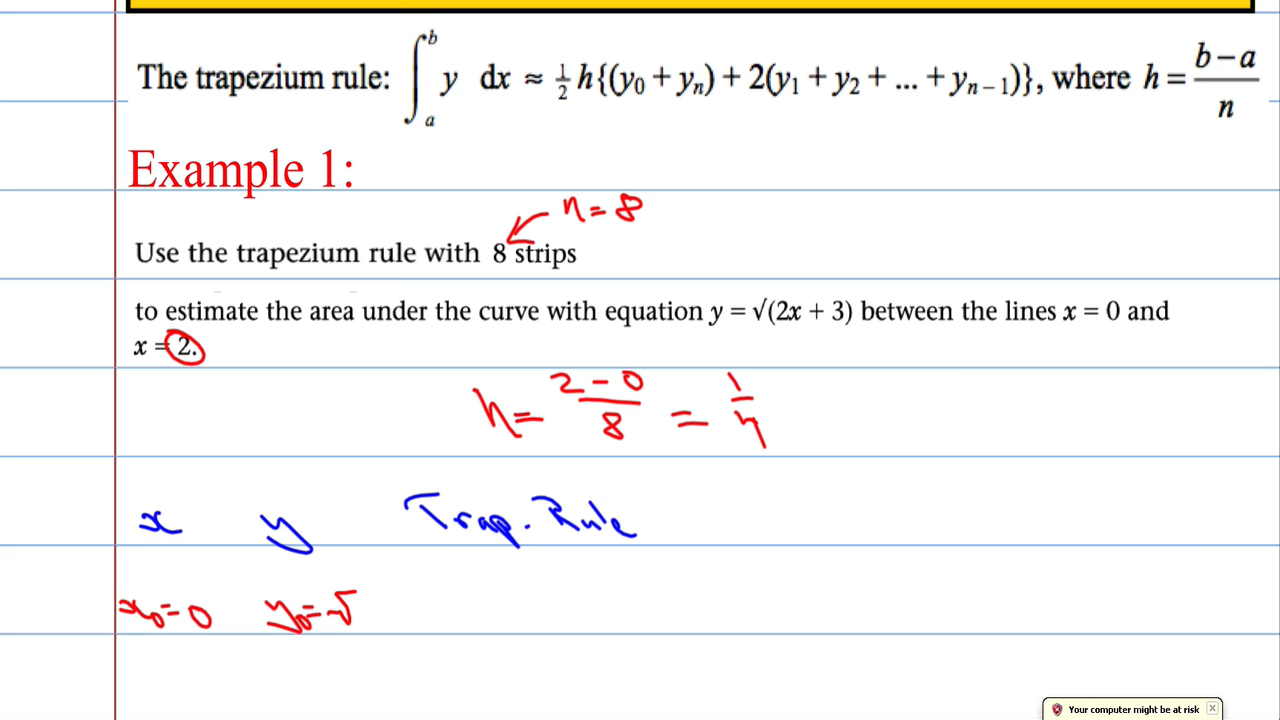 The trapezium rule: ∫_a^b y dx ≈ ½ h{(y₀ + yₙ) + 2(y₁ + y₂ + ... + yₙ₋₁)}, where h = (b − a)/n
Example 1:
n = 8
Use the trapezium rule with 8 strips
to estimate the area under the curve with equation y = √(2x + 3) between the lines x = 0 and
x = 2.
h = (2 − 0)/8 = 1/4
x y Trap. Rule
x₀ = 0 y₀ = √
Your computer might be at risk